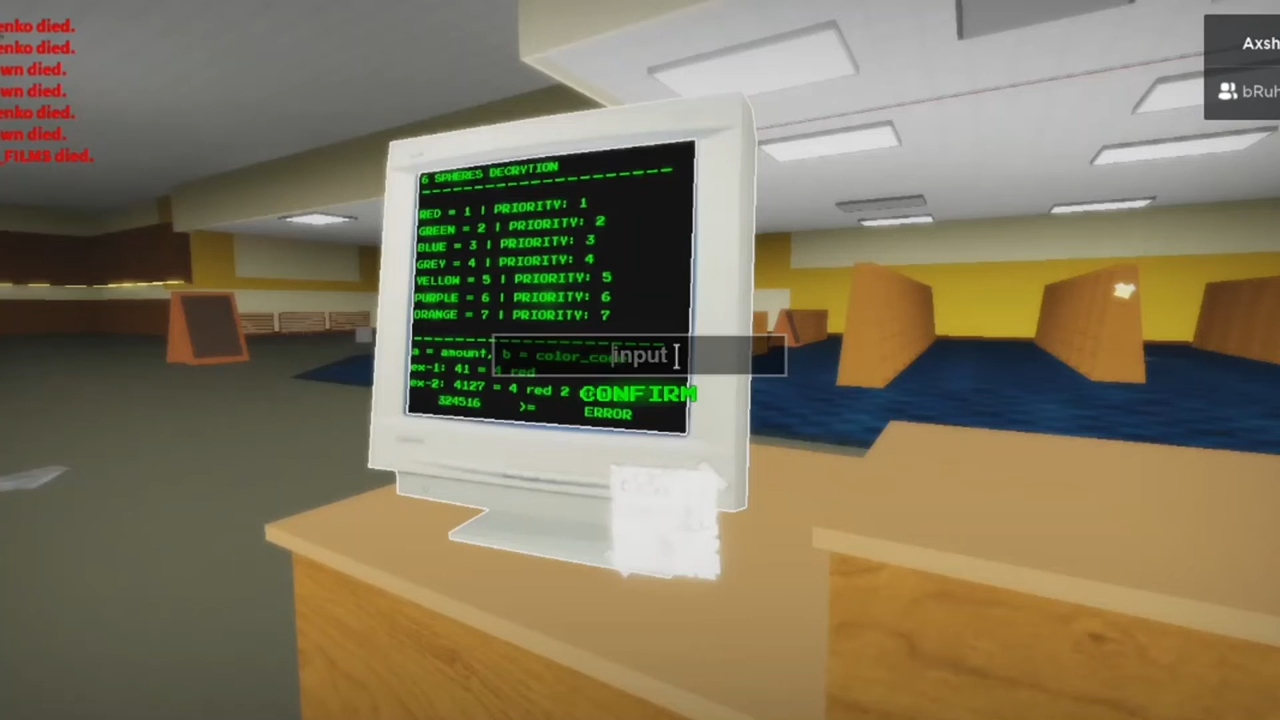 enko died.
enko died.
wn died.
wn died.
enko died.
wn died.
_FILMS died.
Axsh
bRuh
6 SPHERES DECRYTION
RED = 1 | PRIORITY: 1
GREEN = 2 | PRIORITY: 2
BLUE = 3 | PRIORITY: 3
GREY = 4 | PRIORITY: 4
YELLOW = 5 | PRIORITY: 5
PURPLE = 6 | PRIORITY: 6
ORANGE = 7 | PRIORITY: 7
a = amount, b = color_co
input
ex-1: 41 = 4 red
ex-2: 4127 = 4 red 2
CONFIRM
324516 >= ERROR